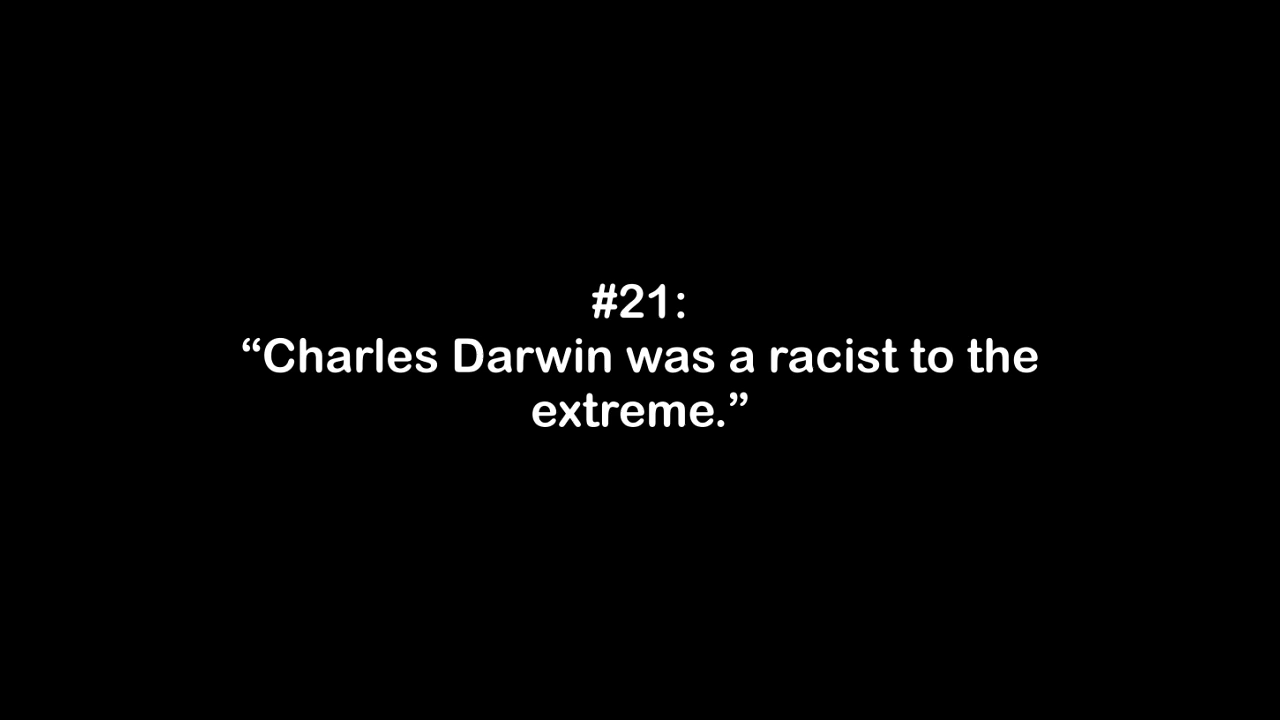 #21:
“Charles Darwin was a racist to the
extreme.”